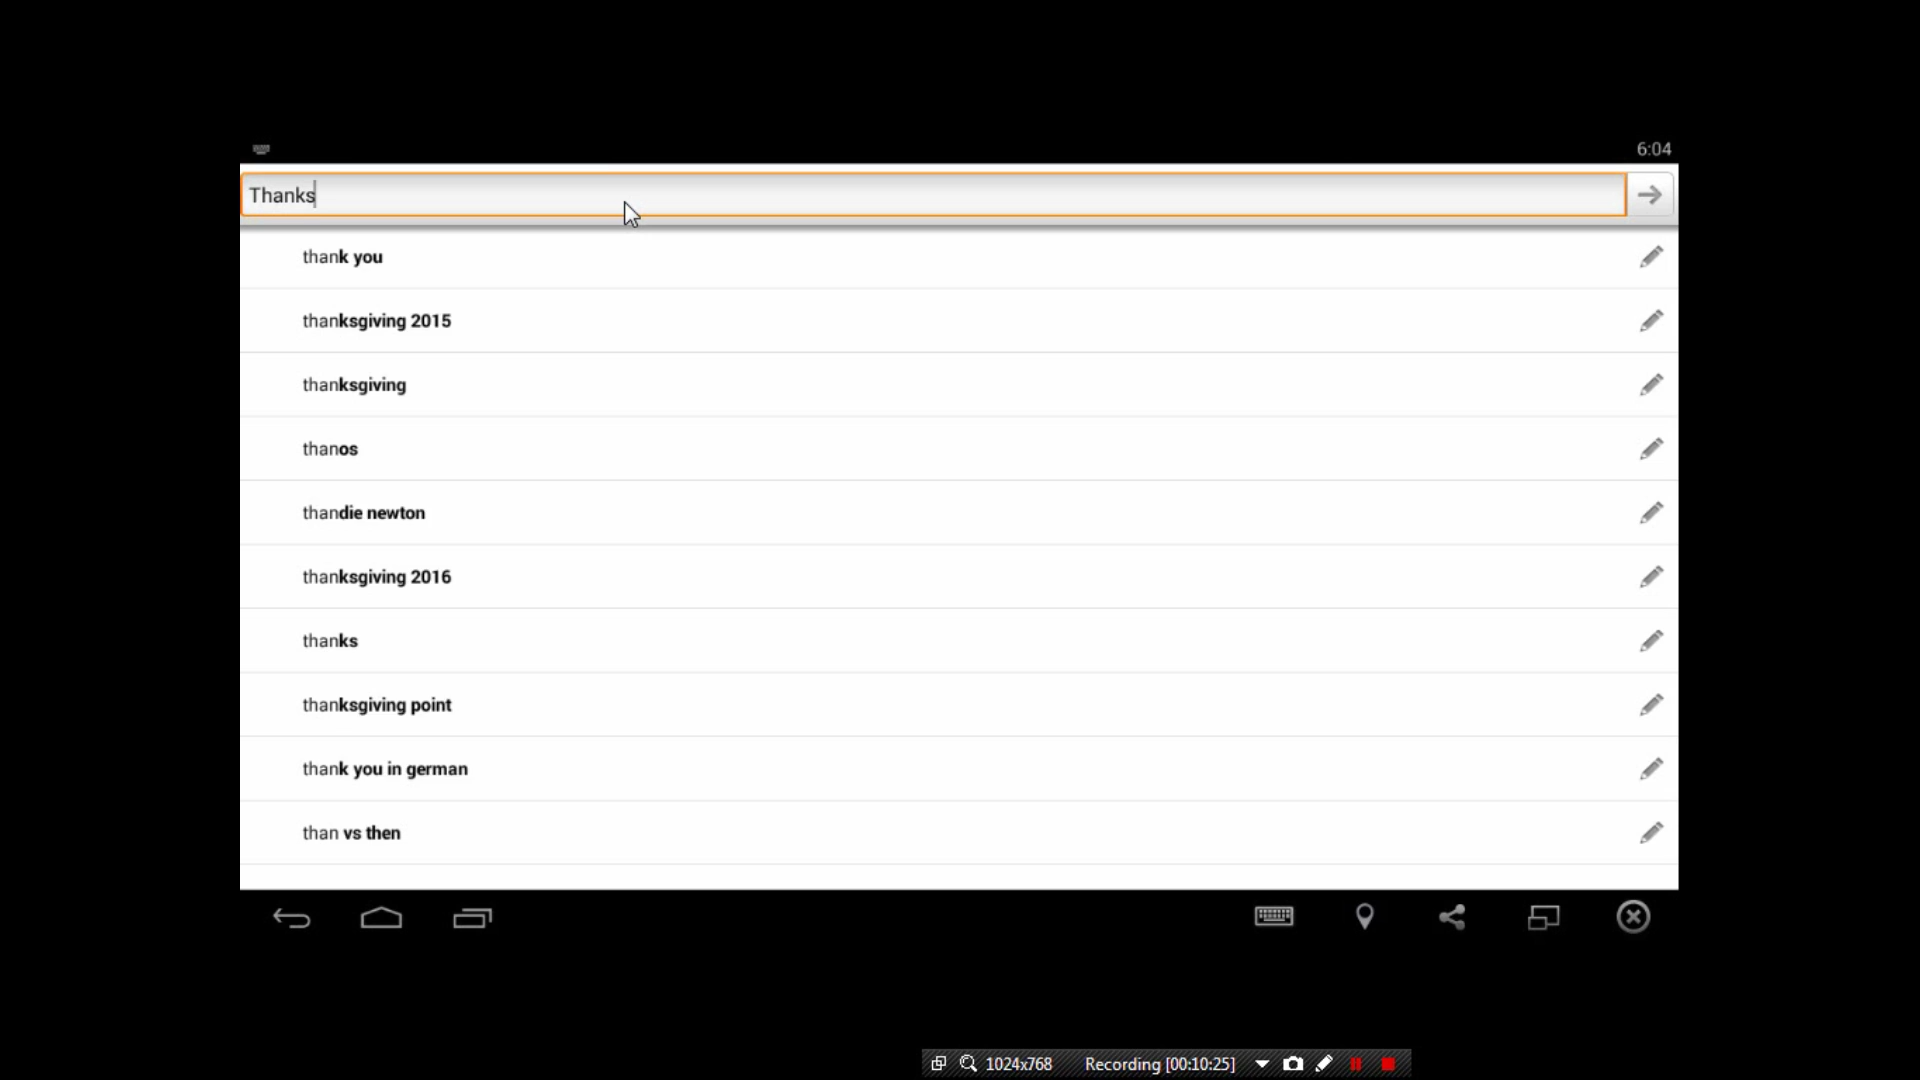 6:04
Thanks
thank you
thanksgiving 2015
thanksgiving
thanos
thandie newton
thanksgiving 2016
thanks
thanksgiving point
thank you in german
than vs then
1024x768 Recording [00:10:25]